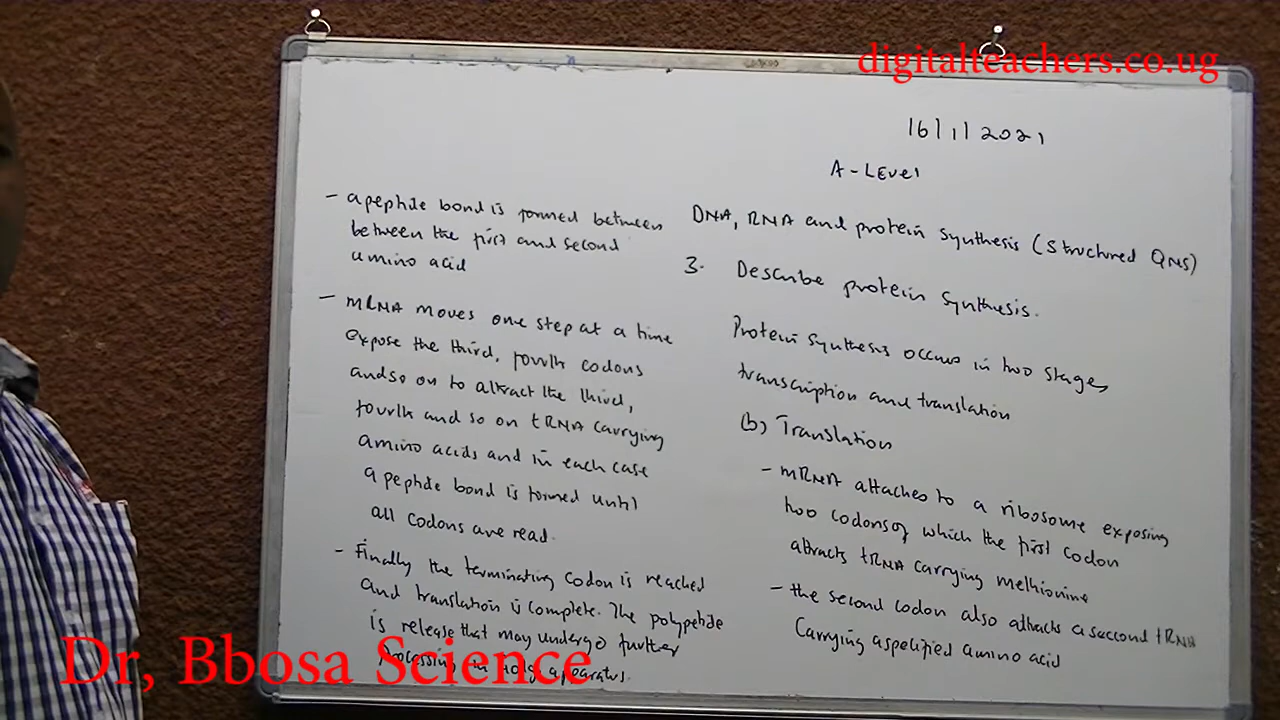 digitalteachers.co.ug
16/1/2021
A-Level
DNA, RNA and protein synthesis (Structured QNS)
3. Describe protein synthesis.
Protein synthesis occurs in two stages
transcription and translation
(b) Translation
- mRNA attaches to a ribosome exposing
two codons of which the first codon
attracts tRNA carrying methionine
- the second codon also attracts a second tRNA
Carrying a specified amino acid
- a peptide bond is formed between
between the first and second
amino acid
- mRNA moves one step at a time
expose the third, fourth codons
and so on to attract the third,
fourth and so on tRNA carrying
amino acids and in each case
a peptide bond is formed until
all codons are read.
- Finally the terminating codon is reached
and translation is complete. The polypeptide
is release that may undergo further
processing in apparatus.
Dr, Bbosa Science